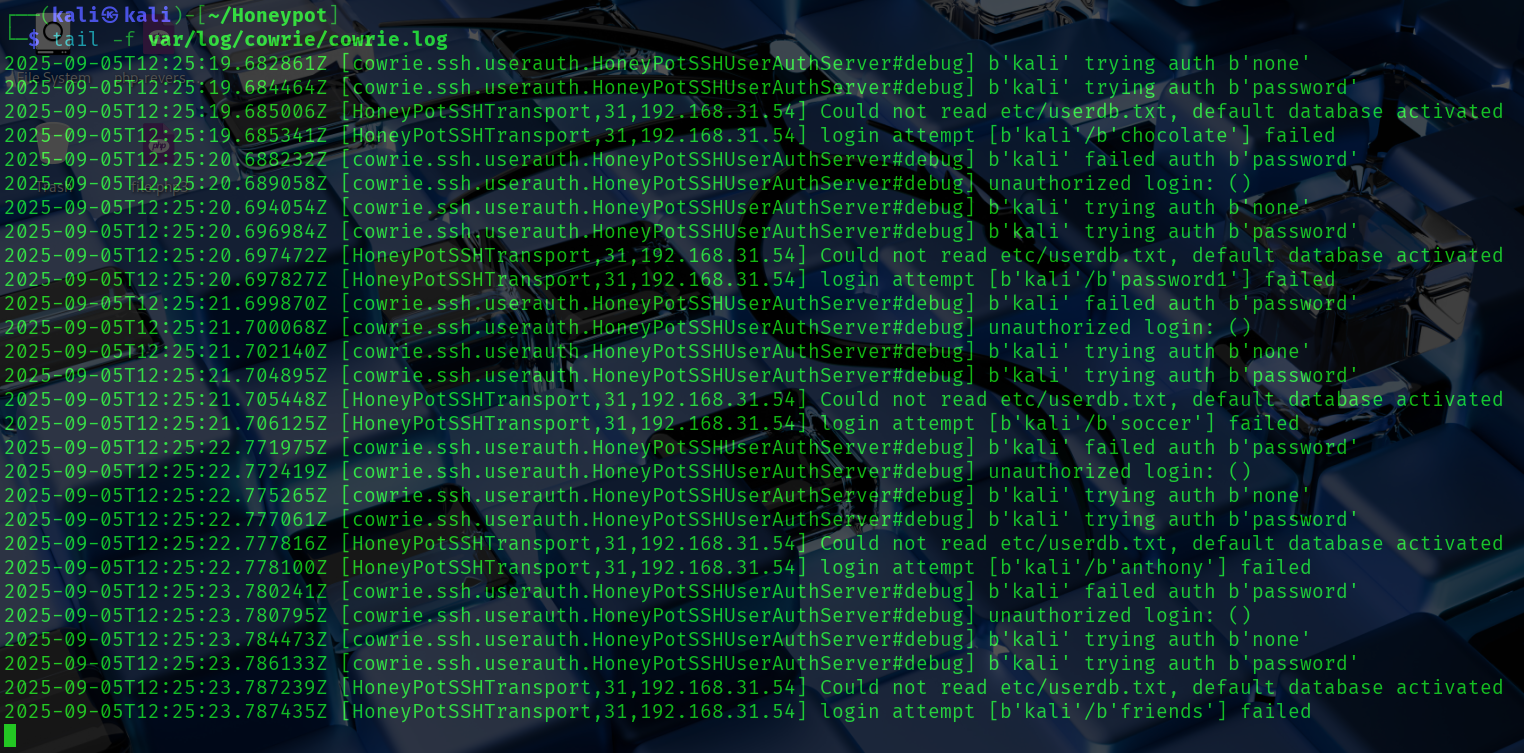 ┌──(kali㉿kali)-[~/Honeypot]
└─$ tail -f var/log/cowrie/cowrie.log
2025-09-05T12:25:19.682861Z [cowrie.ssh.userauth.HoneyPotSSHUserAuthServer#debug] b'kali' trying auth b'none'
2025-09-05T12:25:19.684464Z [cowrie.ssh.userauth.HoneyPotSSHUserAuthServer#debug] b'kali' trying auth b'password'
2025-09-05T12:25:19.685006Z [HoneyPotSSHTransport,31,192.168.31.54] Could not read etc/userdb.txt, default database activated
2025-09-05T12:25:19.685341Z [HoneyPotSSHTransport,31,192.168.31.54] login attempt [b'kali'/b'chocolate'] failed
2025-09-05T12:25:20.688232Z [cowrie.ssh.userauth.HoneyPotSSHUserAuthServer#debug] b'kali' failed auth b'password'
2025-09-05T12:25:20.689058Z [cowrie.ssh.userauth.HoneyPotSSHUserAuthServer#debug] unauthorized login: ()
2025-09-05T12:25:20.694054Z [cowrie.ssh.userauth.HoneyPotSSHUserAuthServer#debug] b'kali' trying auth b'none'
2025-09-05T12:25:20.696984Z [cowrie.ssh.userauth.HoneyPotSSHUserAuthServer#debug] b'kali' trying auth b'password'
2025-09-05T12:25:20.697472Z [HoneyPotSSHTransport,31,192.168.31.54] Could not read etc/userdb.txt, default database activated
2025-09-05T12:25:20.697827Z [HoneyPotSSHTransport,31,192.168.31.54] login attempt [b'kali'/b'password1'] failed
2025-09-05T12:25:21.699870Z [cowrie.ssh.userauth.HoneyPotSSHUserAuthServer#debug] b'kali' failed auth b'password'
2025-09-05T12:25:21.700068Z [cowrie.ssh.userauth.HoneyPotSSHUserAuthServer#debug] unauthorized login: ()
2025-09-05T12:25:21.702140Z [cowrie.ssh.userauth.HoneyPotSSHUserAuthServer#debug] b'kali' trying auth b'none'
2025-09-05T12:25:21.704895Z [cowrie.ssh.userauth.HoneyPotSSHUserAuthServer#debug] b'kali' trying auth b'password'
2025-09-05T12:25:21.705448Z [HoneyPotSSHTransport,31,192.168.31.54] Could not read etc/userdb.txt, default database activated
2025-09-05T12:25:21.706125Z [HoneyPotSSHTransport,31,192.168.31.54] login attempt [b'kali'/b'soccer'] failed
2025-09-05T12:25:22.771975Z [cowrie.ssh.userauth.HoneyPotSSHUserAuthServer#debug] b'kali' failed auth b'password'
2025-09-05T12:25:22.772419Z [cowrie.ssh.userauth.HoneyPotSSHUserAuthServer#debug] unauthorized login: ()
2025-09-05T12:25:22.775265Z [cowrie.ssh.userauth.HoneyPotSSHUserAuthServer#debug] b'kali' trying auth b'none'
2025-09-05T12:25:22.777061Z [cowrie.ssh.userauth.HoneyPotSSHUserAuthServer#debug] b'kali' trying auth b'password'
2025-09-05T12:25:22.777816Z [HoneyPotSSHTransport,31,192.168.31.54] Could not read etc/userdb.txt, default database activated
2025-09-05T12:25:22.778100Z [HoneyPotSSHTransport,31,192.168.31.54] login attempt [b'kali'/b'anthony'] failed
2025-09-05T12:25:23.780241Z [cowrie.ssh.userauth.HoneyPotSSHUserAuthServer#debug] b'kali' failed auth b'password'
2025-09-05T12:25:23.780795Z [cowrie.ssh.userauth.HoneyPotSSHUserAuthServer#debug] unauthorized login: ()
2025-09-05T12:25:23.784473Z [cowrie.ssh.userauth.HoneyPotSSHUserAuthServer#debug] b'kali' trying auth b'none'
2025-09-05T12:25:23.786133Z [cowrie.ssh.userauth.HoneyPotSSHUserAuthServer#debug] b'kali' trying auth b'password'
2025-09-05T12:25:23.787239Z [HoneyPotSSHTransport,31,192.168.31.54] Could not read etc/userdb.txt, default database activated
2025-09-05T12:25:23.787435Z [HoneyPotSSHTransport,31,192.168.31.54] login attempt [b'kali'/b'friends'] failed
File System
php-revers
php
Trash